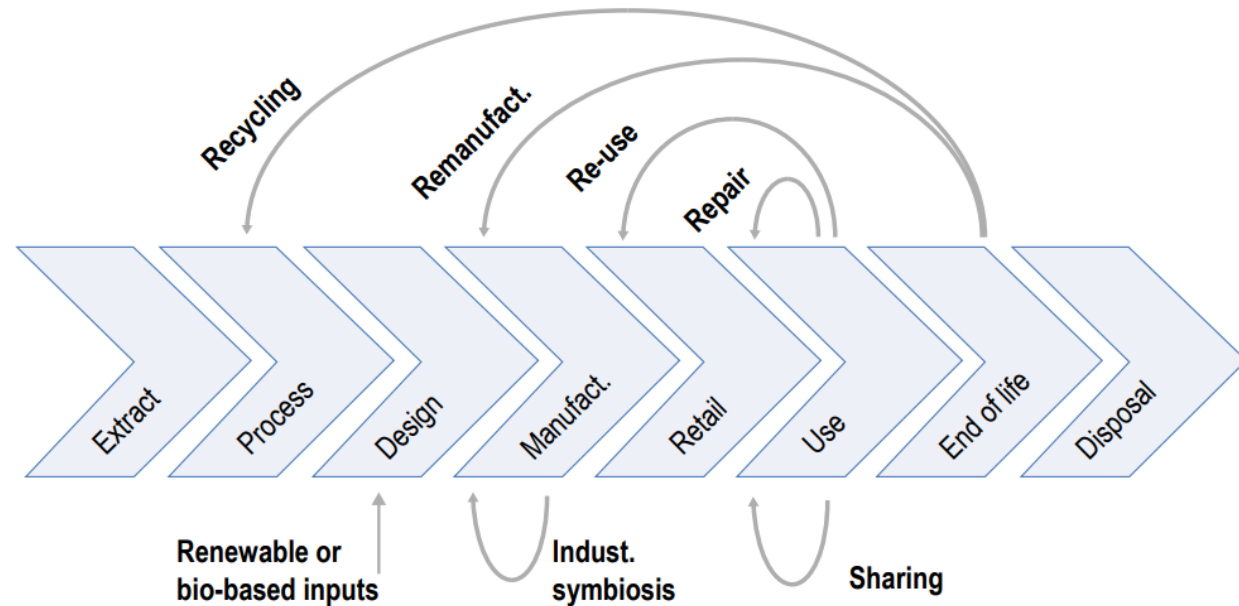 Recycling
Remanufact.
Re-use
Repair
Extract
Process
Design
Manufact.
Retail
Use
End of life
Disposal
Renewable or
bio-based inputs
Indust.
symbiosis
Sharing